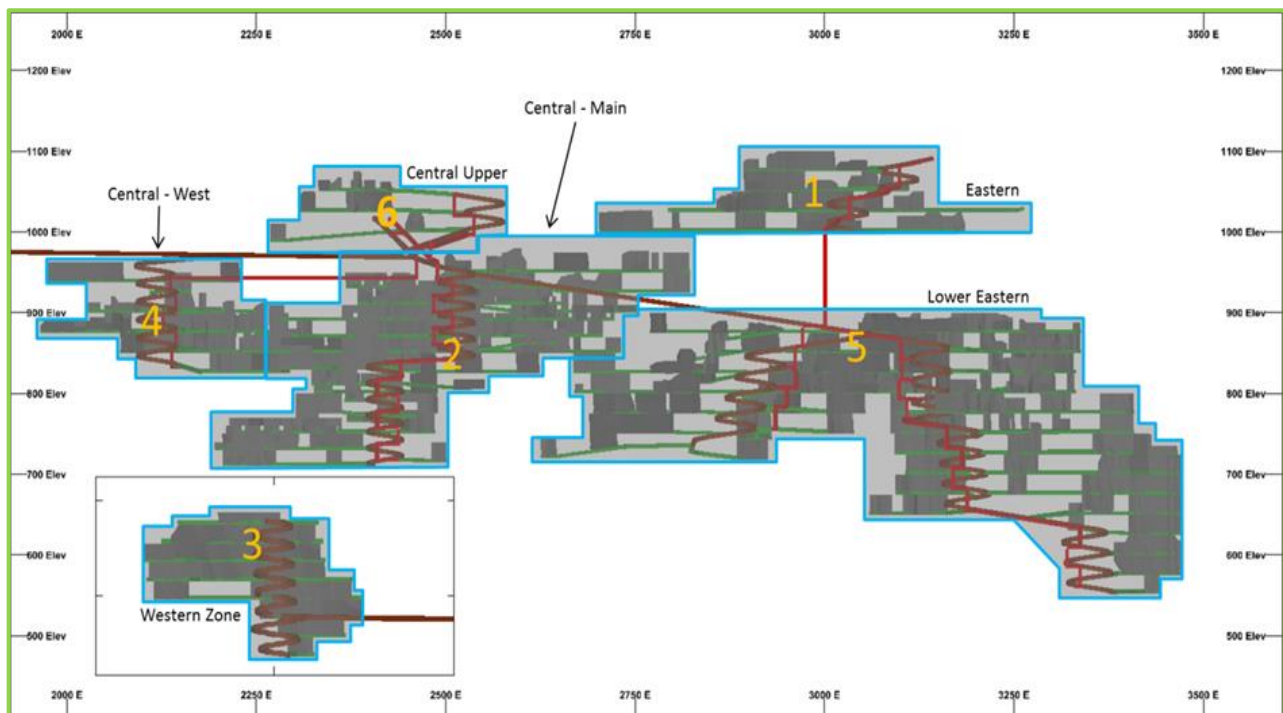 2000 E 2250 E 2500 E 2750 E 3000 E 3250 E 3500 E
1200 Elev 1200 Elev
Central - Main
1100 Elev 1100 Elev
Central Upper
Central - West
1 Eastern
6
1000 Elev 1000 Elev
Lower Eastern
900 Elev 900 Elev
4
2 5
800 Elev 800 Elev
700 Elev 700 Elev
3
600 Elev 600 Elev
Western Zone
500 Elev 500 Elev
2000 E 2250 E 2500 E 2750 E 3000 E 3250 E 3500 E